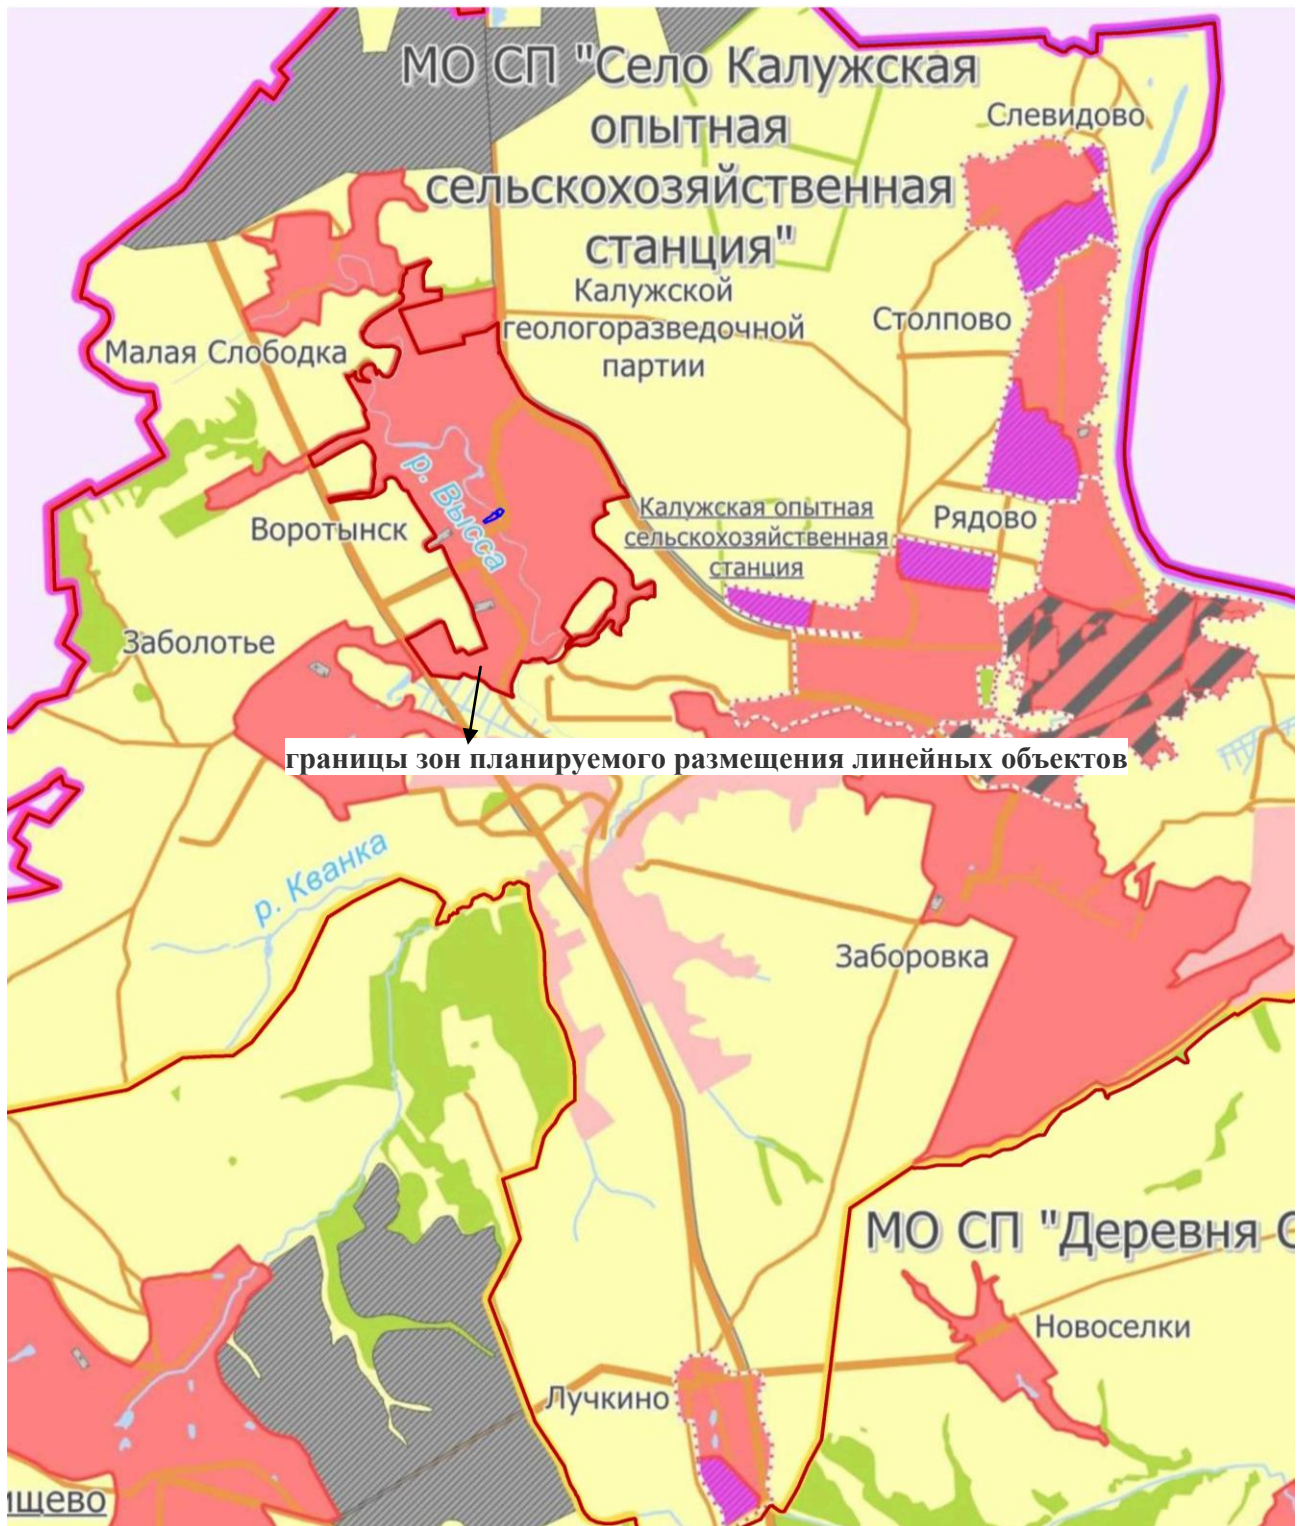 МО СП "Село Калужская
опытная
сельскохозяйственная
станция"
Слевидово
Калужской
геологоразведочной
партии
Столпово
Малая Слободка
р. Высса
Воротынск
Калужская опытная
сельскохозяйственная
станция
Рядово
Заболотье
границы зон планируемого размещения линейных объектов
р. Кванка
Заборовка
МО СП "Деревня С
Новоселки
Лучкино
ищево